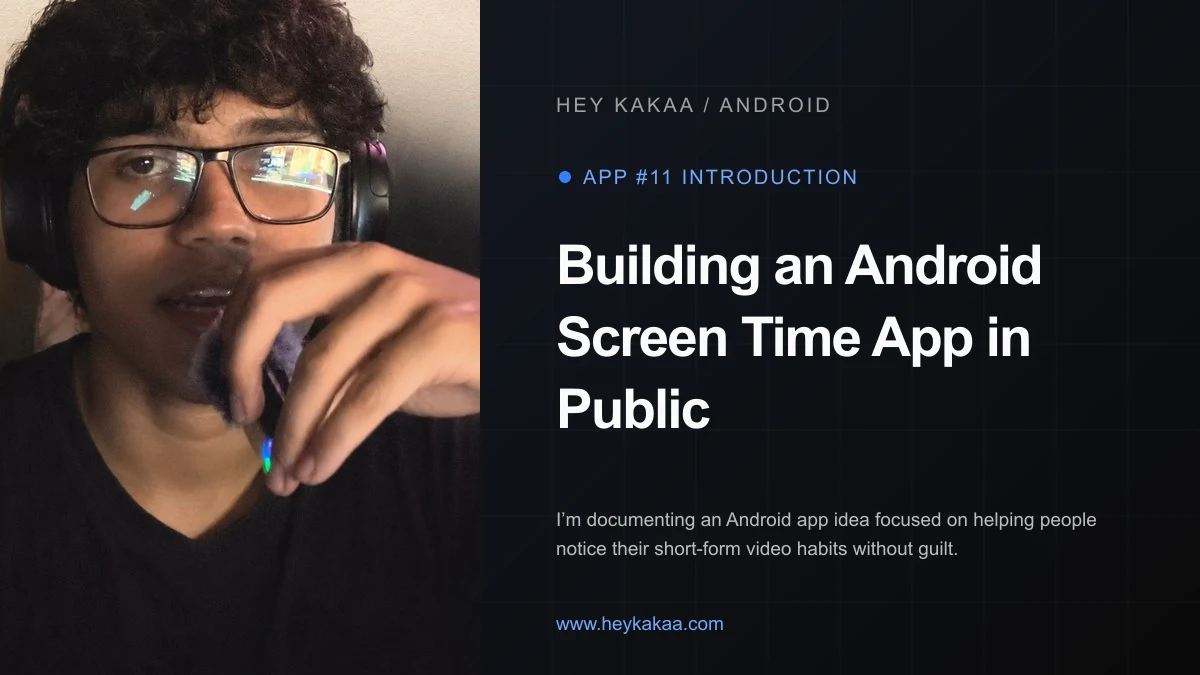 HEY KAKAA / ANDROID
APP #11 INTRODUCTION
Building an Android
Screen Time App in
Public
I’m documenting an Android app idea focused on helping people
notice their short-form video habits without guilt.
www.heykakaa.com